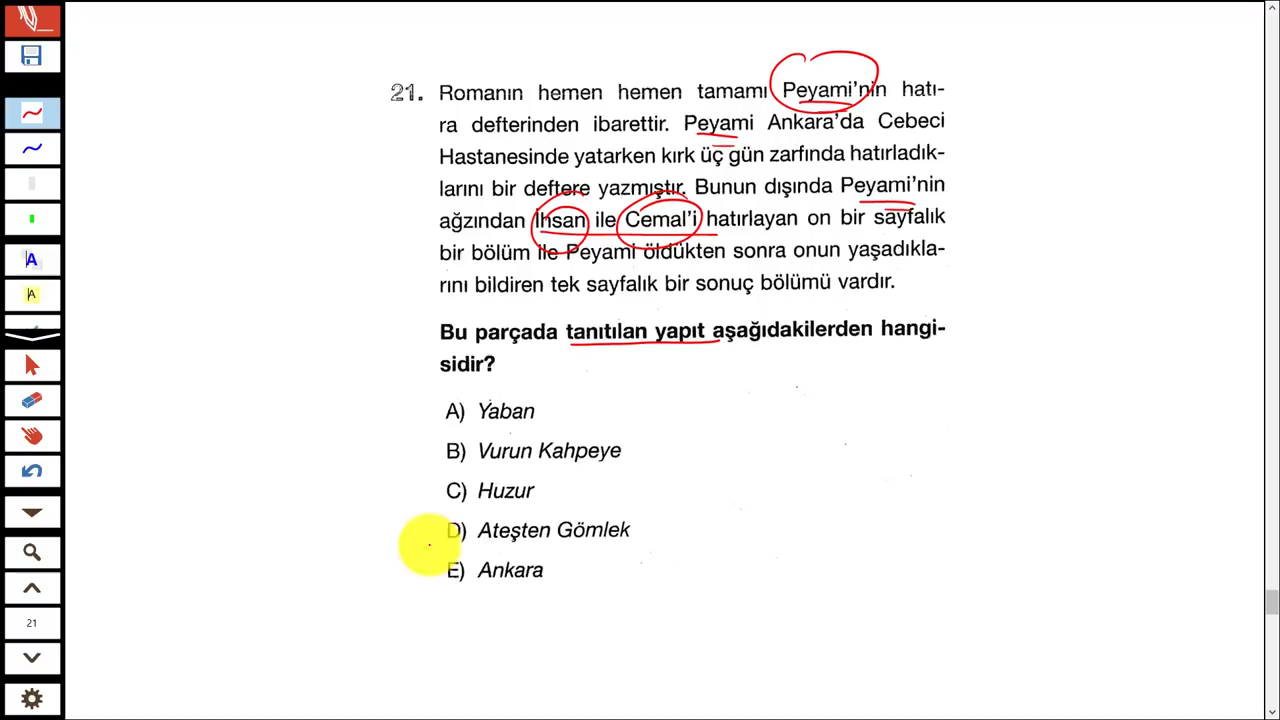 21. Romanın hemen hemen tamamı Peyami'nin hatı-
ra defterinden ibarettir. Peyami Ankara'da Cebeci
Hastanesinde yatarken kırk üç gün zarfında hatırladık-
larını bir deftere yazmıştır. Bunun dışında Peyami'nin
ağzından İhsan ile Cemal'i hatırlayan on bir sayfalık
bir bölüm ile Peyami öldükten sonra onun yaşadıkla-
rını bildiren tek sayfalık bir sonuç bölümü vardır.
Bu parçada tanıtılan yapıt aşağıdakilerden hangi-
sidir?
A) Yaban
B) Vurun Kahpeye
C) Huzur
D) Ateşten Gömlek
E) Ankara
A
A
21